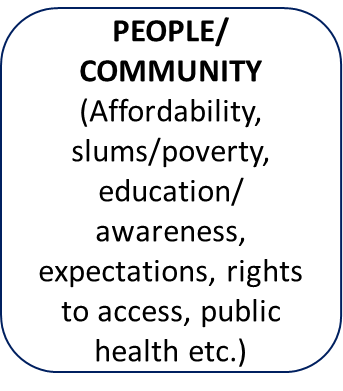 PEOPLE/
COMMUNITY
(Affordability,
slums/poverty,
education/
awareness,
expectations, rights
to access, public
health etc.)